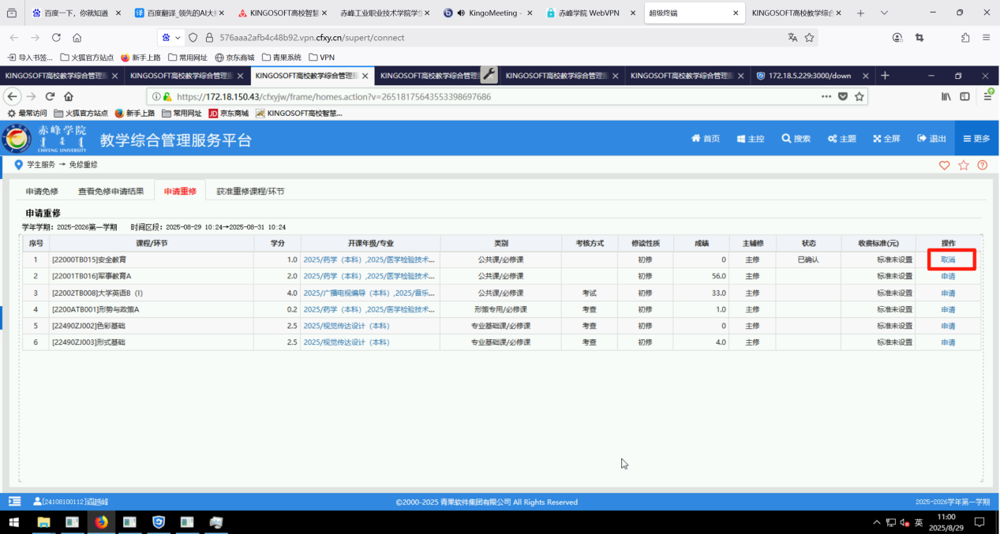 百度一下，你就知道
百度翻译_领先的AI大
KINGOSOFT高校智慧
赤峰工业职业技术学院学
KingoMeeting -
赤峰学院 WebVPN
超级终端
KINGOSOFT高校教学综合
576aaa2afb4c48b92.vpn.cfxy.cn/supert/connect
导入书签... 火狐官方站点 新手上路 常用网址 京东商城 青果系统 VPN
KINGOSOFT高校教学综合管理 KINGOSOFT高校教学综合管理 KINGOSOFT高校教学综合管理 KINGOSOFT高校教学综合管理 KINGOSOFT高校教学综合管理 KINGOSOFT高校教学综合管理 172.18.5.229:3000/down
https://172.18.150.43/cfxyjw/frame/homes.action?v=26518175643553398697686
最常访问 火狐官方站点 新手上路 常用网址 JD 京东商城 KINGOSOFT高校智慧...
赤峰学院
CHIFENG UNIVERSITY
教学综合管理服务平台
首页 主控 搜索 主题 全屏 退出 更多
学生服务 → 免修重修
申请免修 查看免修申请结果 申请重修 获准重修课程/环节
申请重修
学年学期：2025-2026第一学期 时间区段：2025-08-29 10:24→2025-08-31 10:24
序号 课程/环节 学分 开课年级/专业 类别 考核方式 修读性质 成绩 主辅修 状态 收费标准(元) 操作
1 [22000TB015]安全教育 1.0 2025/药学（本科）,2025/医学检验技术... 公共课/必修课 初修 0 主修 已确认 标准未设置 取消
2 [22001TB016]军事教育A 2.0 2025/药学（本科）,2025/医学检验技术... 公共课/必修课 初修 56.0 主修 标准未设置 申请
3 [22002TB008]大学英语B（I） 4.0 2025/广播电视编导（本科）,2025/音乐... 公共课/必修课 考试 初修 33.0 主修 标准未设置 申请
4 [2200ATB001]形势与政策A 0.2 2025/药学（本科）,2025/医学检验技术... 形策专用/必修课 考查 初修 1.0 主修 标准未设置 申请
5 [22490ZJ002]色彩基础 2.5 2025/视觉传达设计（本科） 专业基础课/必修课 考查 初修 0 主修 标准未设置 申请
6 [22490ZJ003]形式基础 2.5 2025/视觉传达设计（本科） 专业基础课/必修课 考查 初修 4.0 主修 标准未设置 申请
[24108100112]阎越峰 ©2000-2025 青果软件集团有限公司 All Rights Reserved 2025-2026学年第一学期
英
11:00
2025/8/29